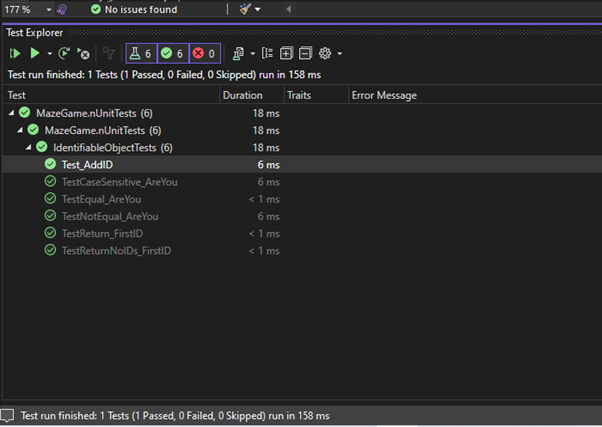 177 %
No issues found
Test Explorer
6 6 0
Test run finished: 1 Tests (1 Passed, 0 Failed, 0 Skipped) run in 158 ms
Test Duration Traits Error Message
MazeGame.nUnitTests (6) 18 ms
MazeGame.nUnitTests (6) 18 ms
IdentifiableObjectTests (6) 18 ms
Test_AddID 6 ms
TestCaseSensitive_AreYou 6 ms
TestEqual_AreYou < 1 ms
TestNotEqual_AreYou 6 ms
TestReturn_FirstID < 1 ms
TestReturnNoIDs_FirstID < 1 ms
Test run finished: 1 Tests (1 Passed, 0 Failed, 0 Skipped) run in 158 ms